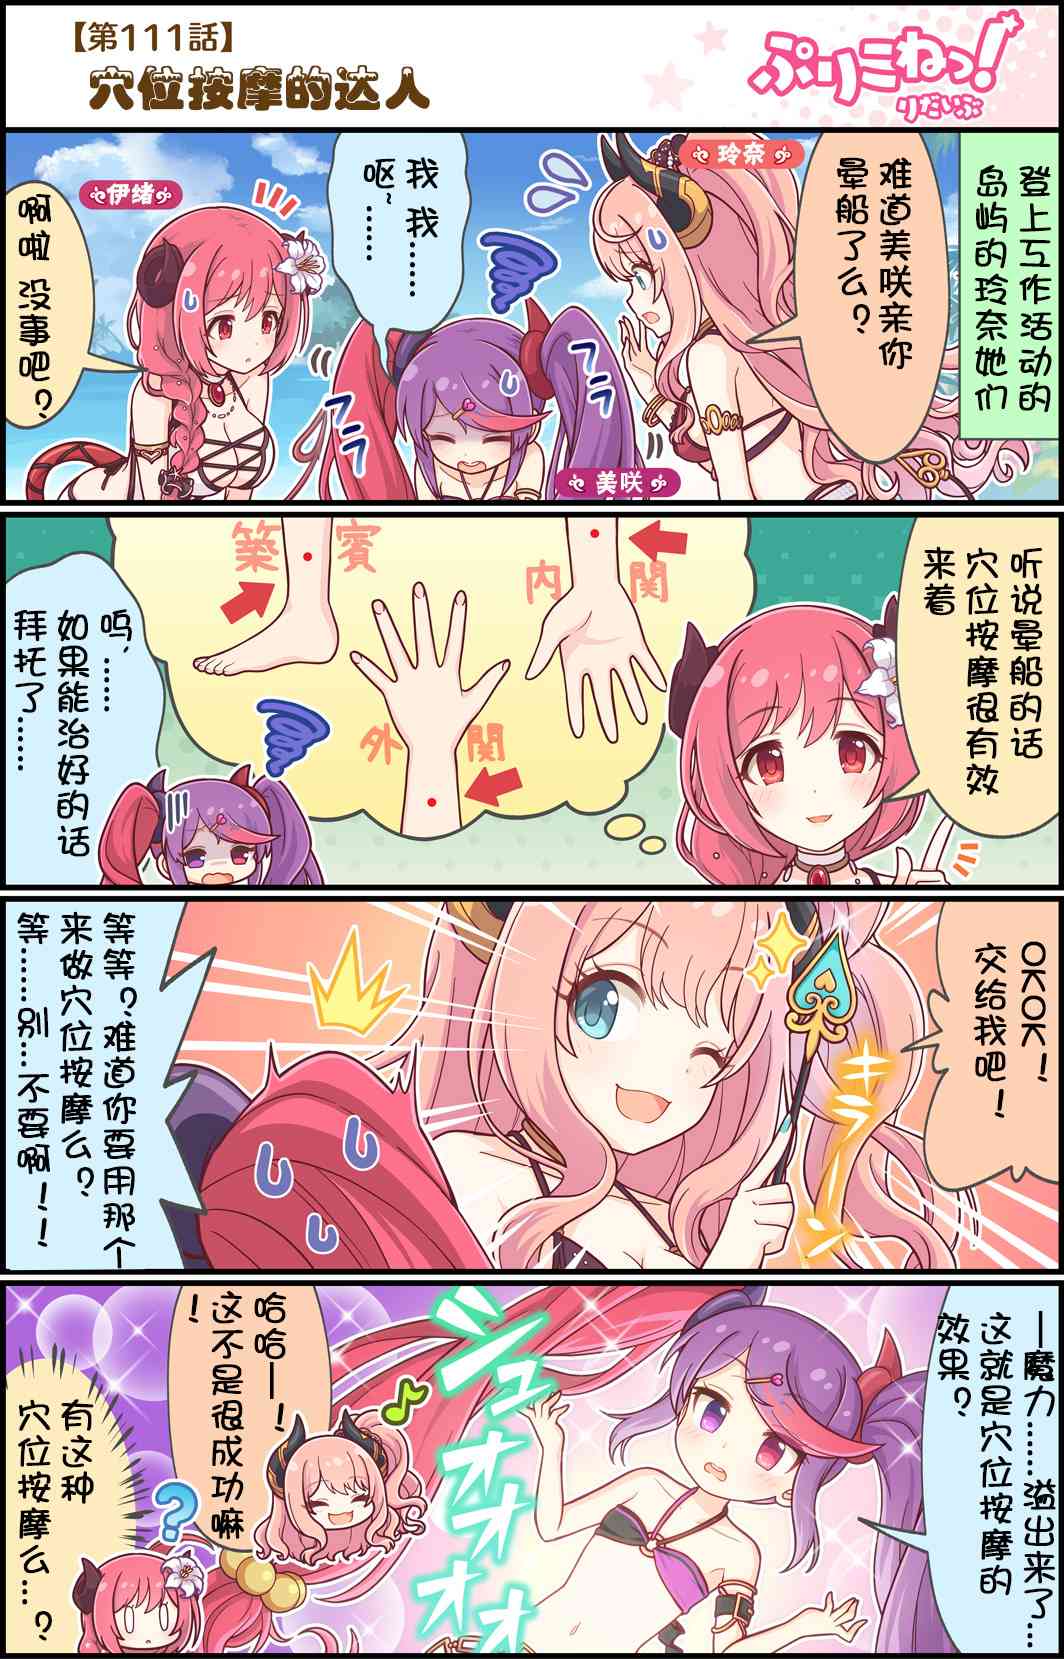 【第111話】
穴位按摩的达人
ぷりこねっ!
りだいぶ
登上工作活动的
岛屿的玲奈她们
玲奈
难道美咲亲你
晕船了么？
我 我……
呕~……
伊绪
啊啦 没事吧？
フラ
フラ
美咲
听说晕船的话
穴位按摩很有效
来着
築賓
内関
外関
呜,……
如果能治好的话
拜托了……
OKOK！
交给我吧！
キラーン
等等？难道你要用那个
来做穴位按摩么？
等……别…不要啊！！
—魔力……溢出来了…
这就是穴位按摩的
效果？
シュオオオオ
哈哈—！
这不是很成功嘛
！
有这种
穴位按摩么…？